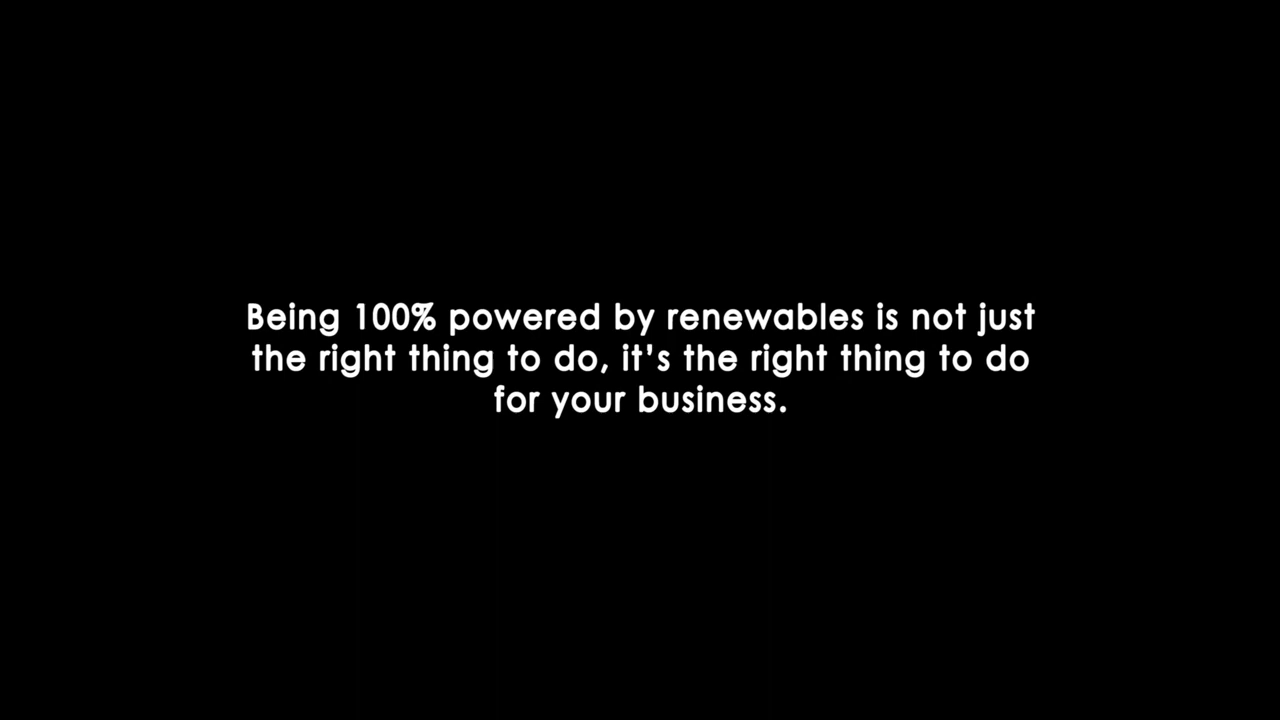 Being 100% powered by renewables is not just
the right thing to do, it's the right thing to do
for your business.